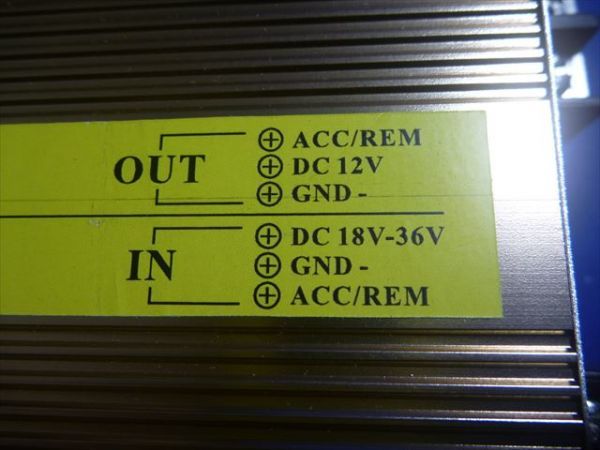 OUT
ACC/REM
DC 12V
GND -
IN
DC 18V-36V
GND -
ACC/REM